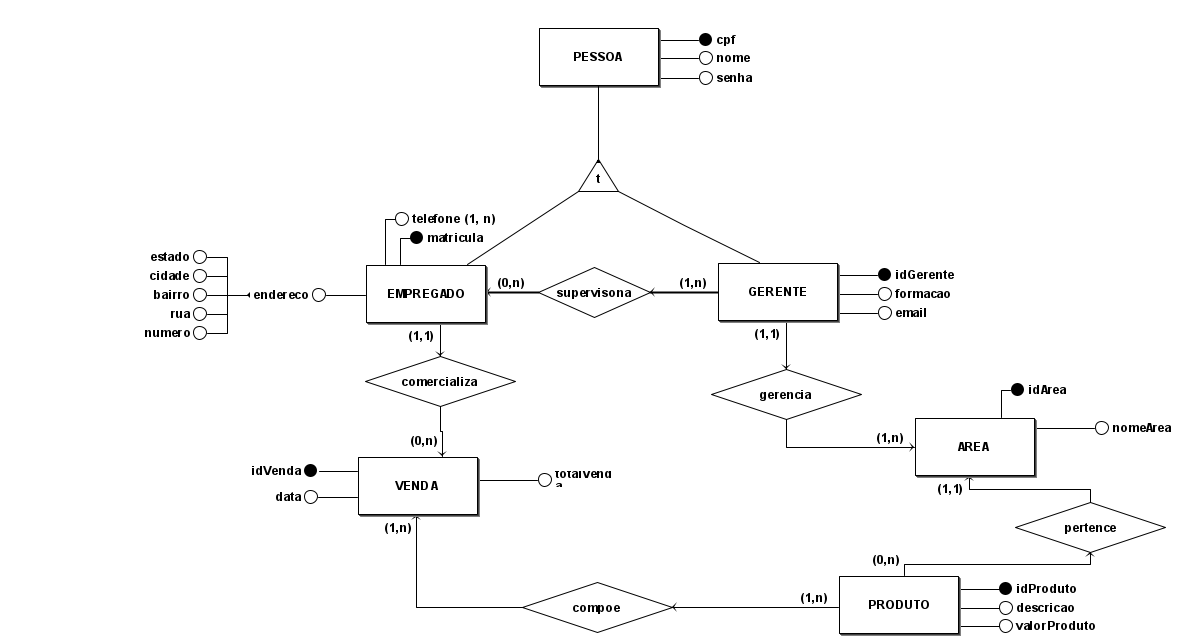 cpf
PESSOA
nome
senha
t
telefone (1, n)
matricula
estado
cidade
bairro
endereco
rua
numero
EMPREGADO
(0,n)
supervisona
(1,n)
GERENTE
idGerente
formacao
email
(1,1)
(1,1)
comercializa
gerencia
idArea
nomeArea
(0,n)
(1,n)
AREA
idVenda
data
VENDA
(1,1)
(1,n)
pertence
(0,n)
compoe
(1,n)
PRODUTO
idProduto
descricao
valorProduto